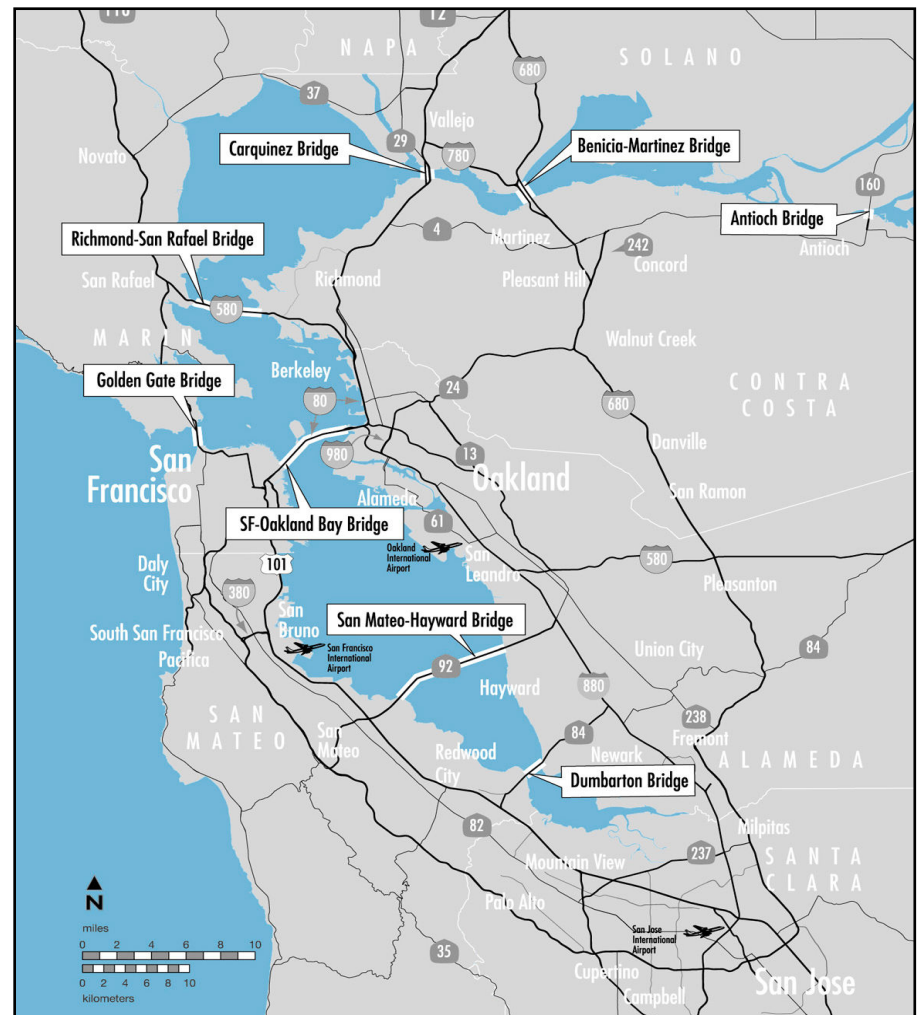 12
NAPA
SOLANO
680
37
29
Vallejo
Carquinez Bridge
780
Benicia-Martinez Bridge
Novato
160
Antioch Bridge
4
Martinez
242
Antioch
Richmond-San Rafael Bridge
Concord
San Rafael
Richmond
Pleasant Hill
580
MARIN
Walnut Creek
Berkeley
Golden Gate Bridge
80
24
CONTRA
COSTA
680
Danville
San
Francisco
980
13
Oakland
San Ramon
Alameda
SF-Oakland Bay Bridge
61
Oakland
International
Airport
San
Leandro
580
Daly
City
101
Pleasanton
380
San
Bruno
San Mateo-Hayward Bridge
South San Francisco
Pacifica
San Francisco
International
Airport
Union City
84
92
Hayward
880
SAN
MATEO
238
Fremont
San
Mateo
84
Redwood
City
Newark
ALAMEDA
Dumbarton Bridge
82
Milpitas
Mountain View
237
SANTA
CLARA
N
Palo Alto
miles
0 2 4 6 8 10
0 2 4 6 8 10
kilometers
35
San Jose
International
Airport
Cupertino
Campbell
San Jose